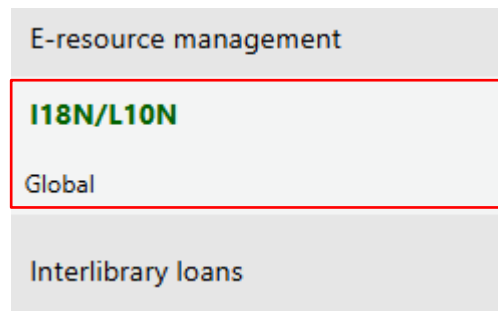 E-resource management
I18N/L10N
Global
Interlibrary loans